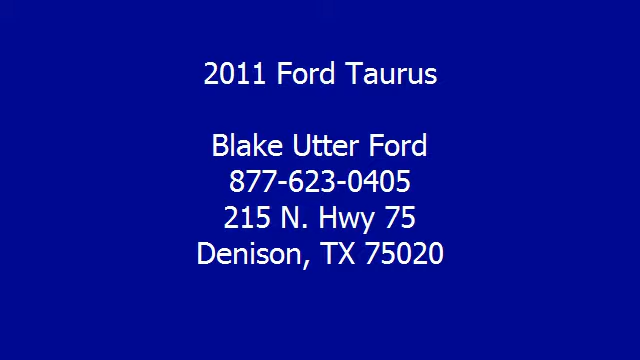 2011 Ford Taurus
Blake Utter Ford
877-623-0405
215 N. Hwy 75
Denison, TX 75020